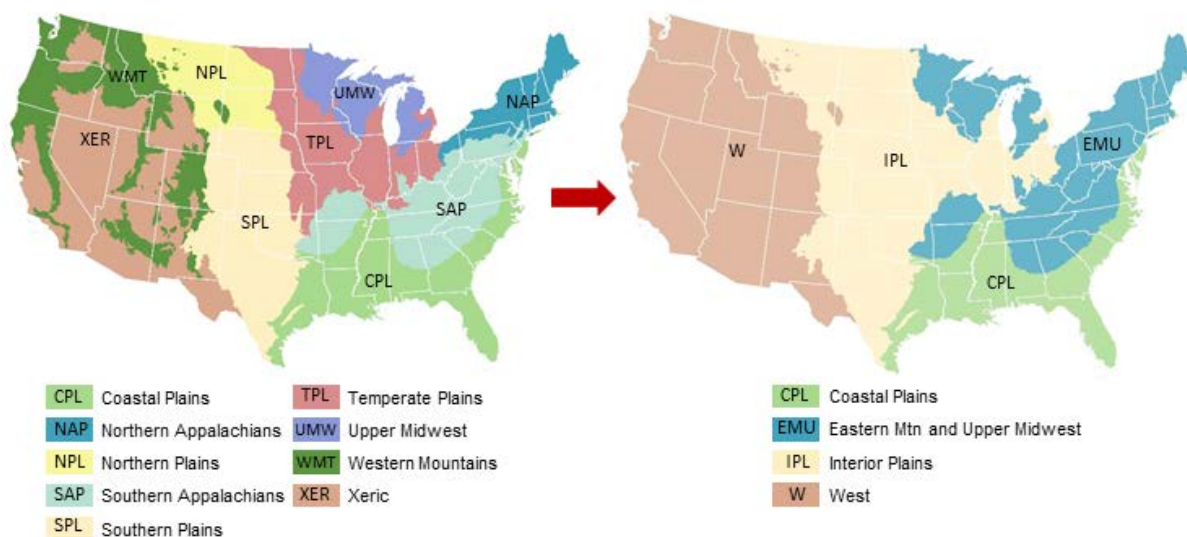 WMT
NPL
UMW
NAP
XER
TPL
SPL
SAP
CPL
W
IPL
EMU
CPL
CPL Coastal Plains
NAP Northern Appalachians
NPL Northern Plains
SAP Southern Appalachians
SPL Southern Plains
TPL Temperate Plains
UMW Upper Midwest
WMT Western Mountains
XER Xeric
CPL Coastal Plains
EMU Eastern Mtn and Upper Midwest
IPL Interior Plains
W West